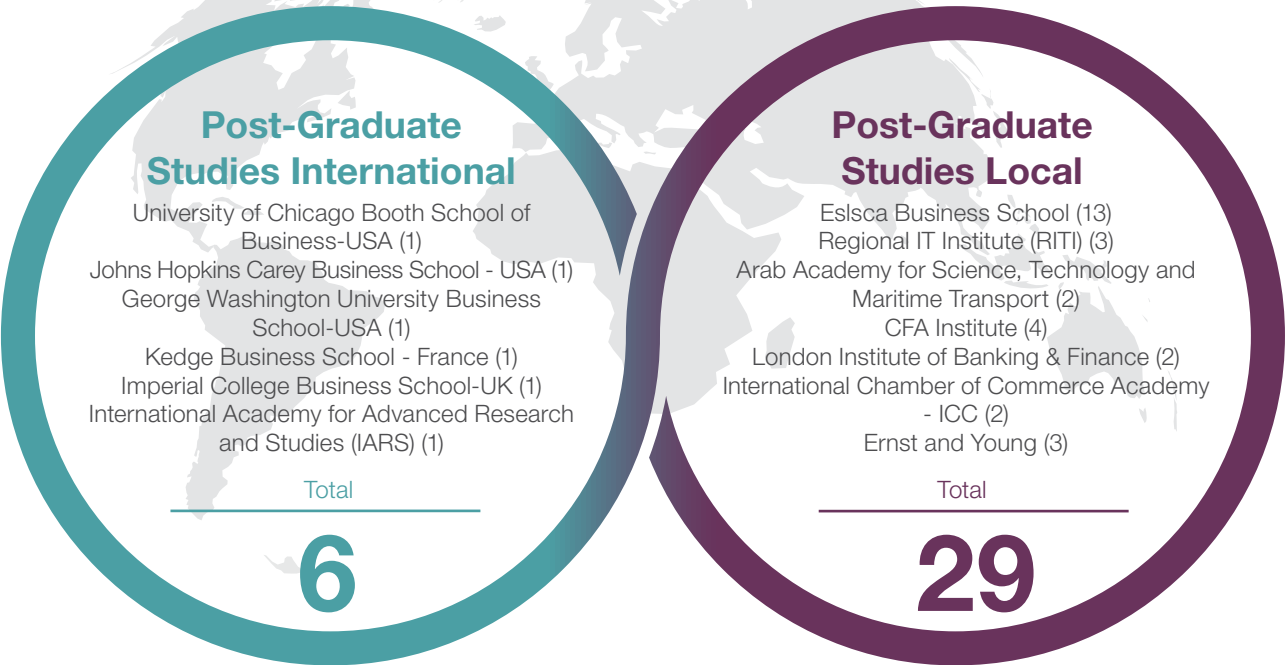 Post-Graduate
Studies International
University of Chicago Booth School of
Business-USA (1)
Johns Hopkins Carey Business School - USA (1)
George Washington University Business
School-USA (1)
Kedge Business School - France (1)
Imperial College Business School-UK (1)
International Academy for Advanced Research
and Studies (IARS) (1)
Total
6
Post-Graduate
Studies Local
Eslsca Business School (13)
Regional IT Institute (RITI) (3)
Arab Academy for Science, Technology and
Maritime Transport (2)
CFA Institute (4)
London Institute of Banking & Finance (2)
International Chamber of Commerce Academy
- ICC (2)
Ernst and Young (3)
Total
29